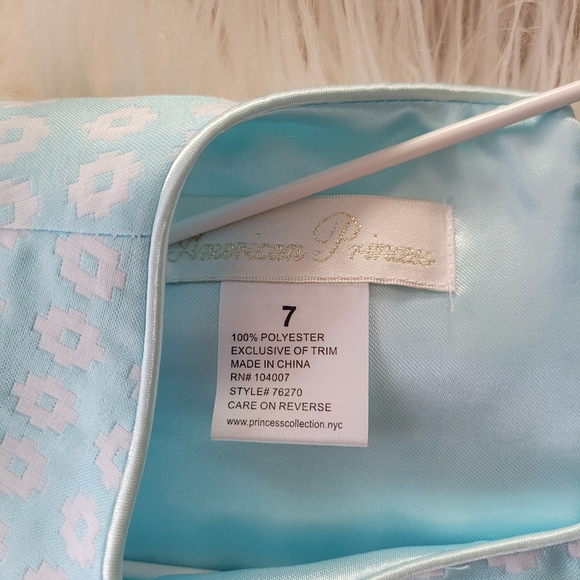 American Princess
7
100% POLYESTER
EXCLUSIVE OF TRIM
MADE IN CHINA
RN# 104007
STYLE# 76270
CARE ON REVERSE
www.princesscollection.nyc